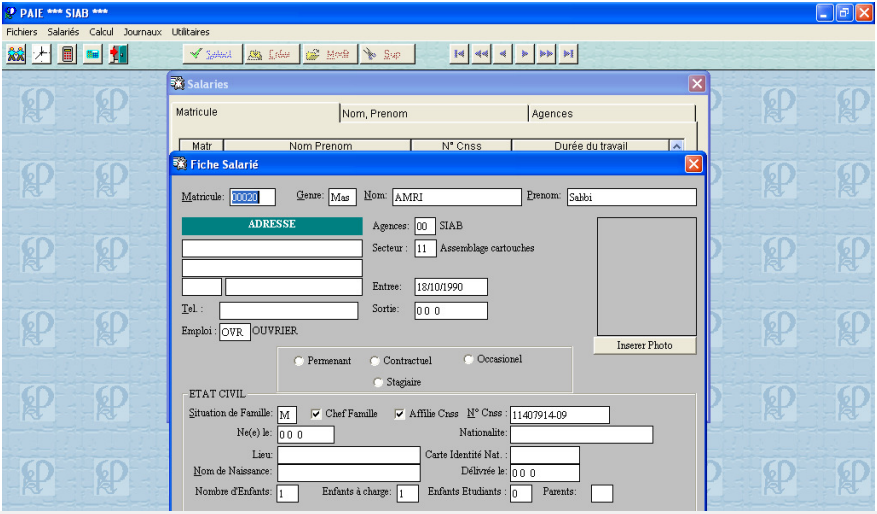 PAIE *** SIAB ***
Fichiers Salariés Calcul Journaux Utilitaires
Select Créer Modif Sup
Salaries
Matricule Nom, Prenom Agences
Matr Nom Prenom N° Cnss Durée du travail
Fiche Salarié
Matricule: 00020 Genre: Mas Nom: AMRI Prenom: Sahbi
ADRESSE Agences: 00 SIAB
Secteur : 11 Assemblage cartouches
Entree: 18/10/1990
Tel. : Sortie: 0 0 0
Emploi : OVR OUVRIER
Inserer Photo
Permenant Contractuel Occasionel
Stagiaire
ETAT CIVIL
Situation de Famille: M Chef Famille Affilie Cnss N° Cnss : 11407914-09
Ne(e) le: 0 0 0 Nationalite:
Lieu: Carte Identité Nat. :
Nom de Naissance: Délivrée le: 0 0 0
Nombre d'Enfants: 1 Enfants à charge: 1 Enfants Etudiants : 0 Parents: